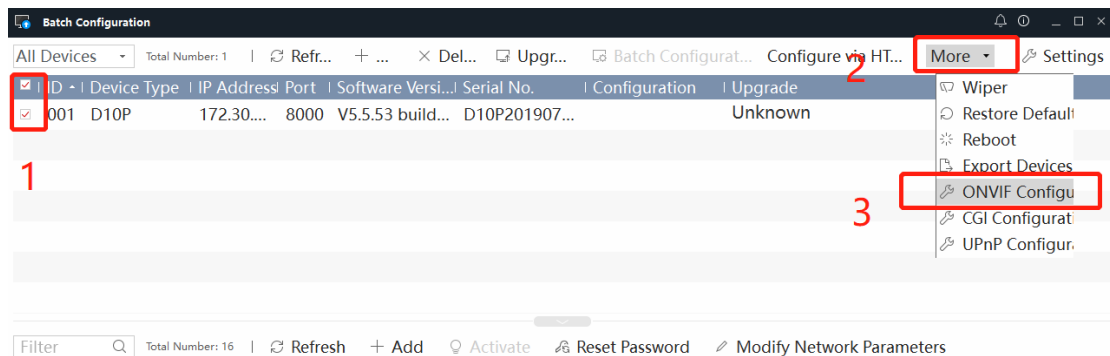 Batch Configuration
All Devices Total Number: 1 Refr... + ... Del... Upgr... Batch Configurat... Configure via HT... More Settings
2
ID Device Type IP Address Port Software Versi... Serial No. Configuration Upgrade
001 D10P 172.30.... 8000 V5.5.53 build... D10P201907... Unknown
Wiper
Restore Default
Reboot
1
Export Devices
ONVIF Configu
3
CGI Configurati
UPnP Configura
Filter Total Number: 16 Refresh + Add Activate Reset Password Modify Network Parameters